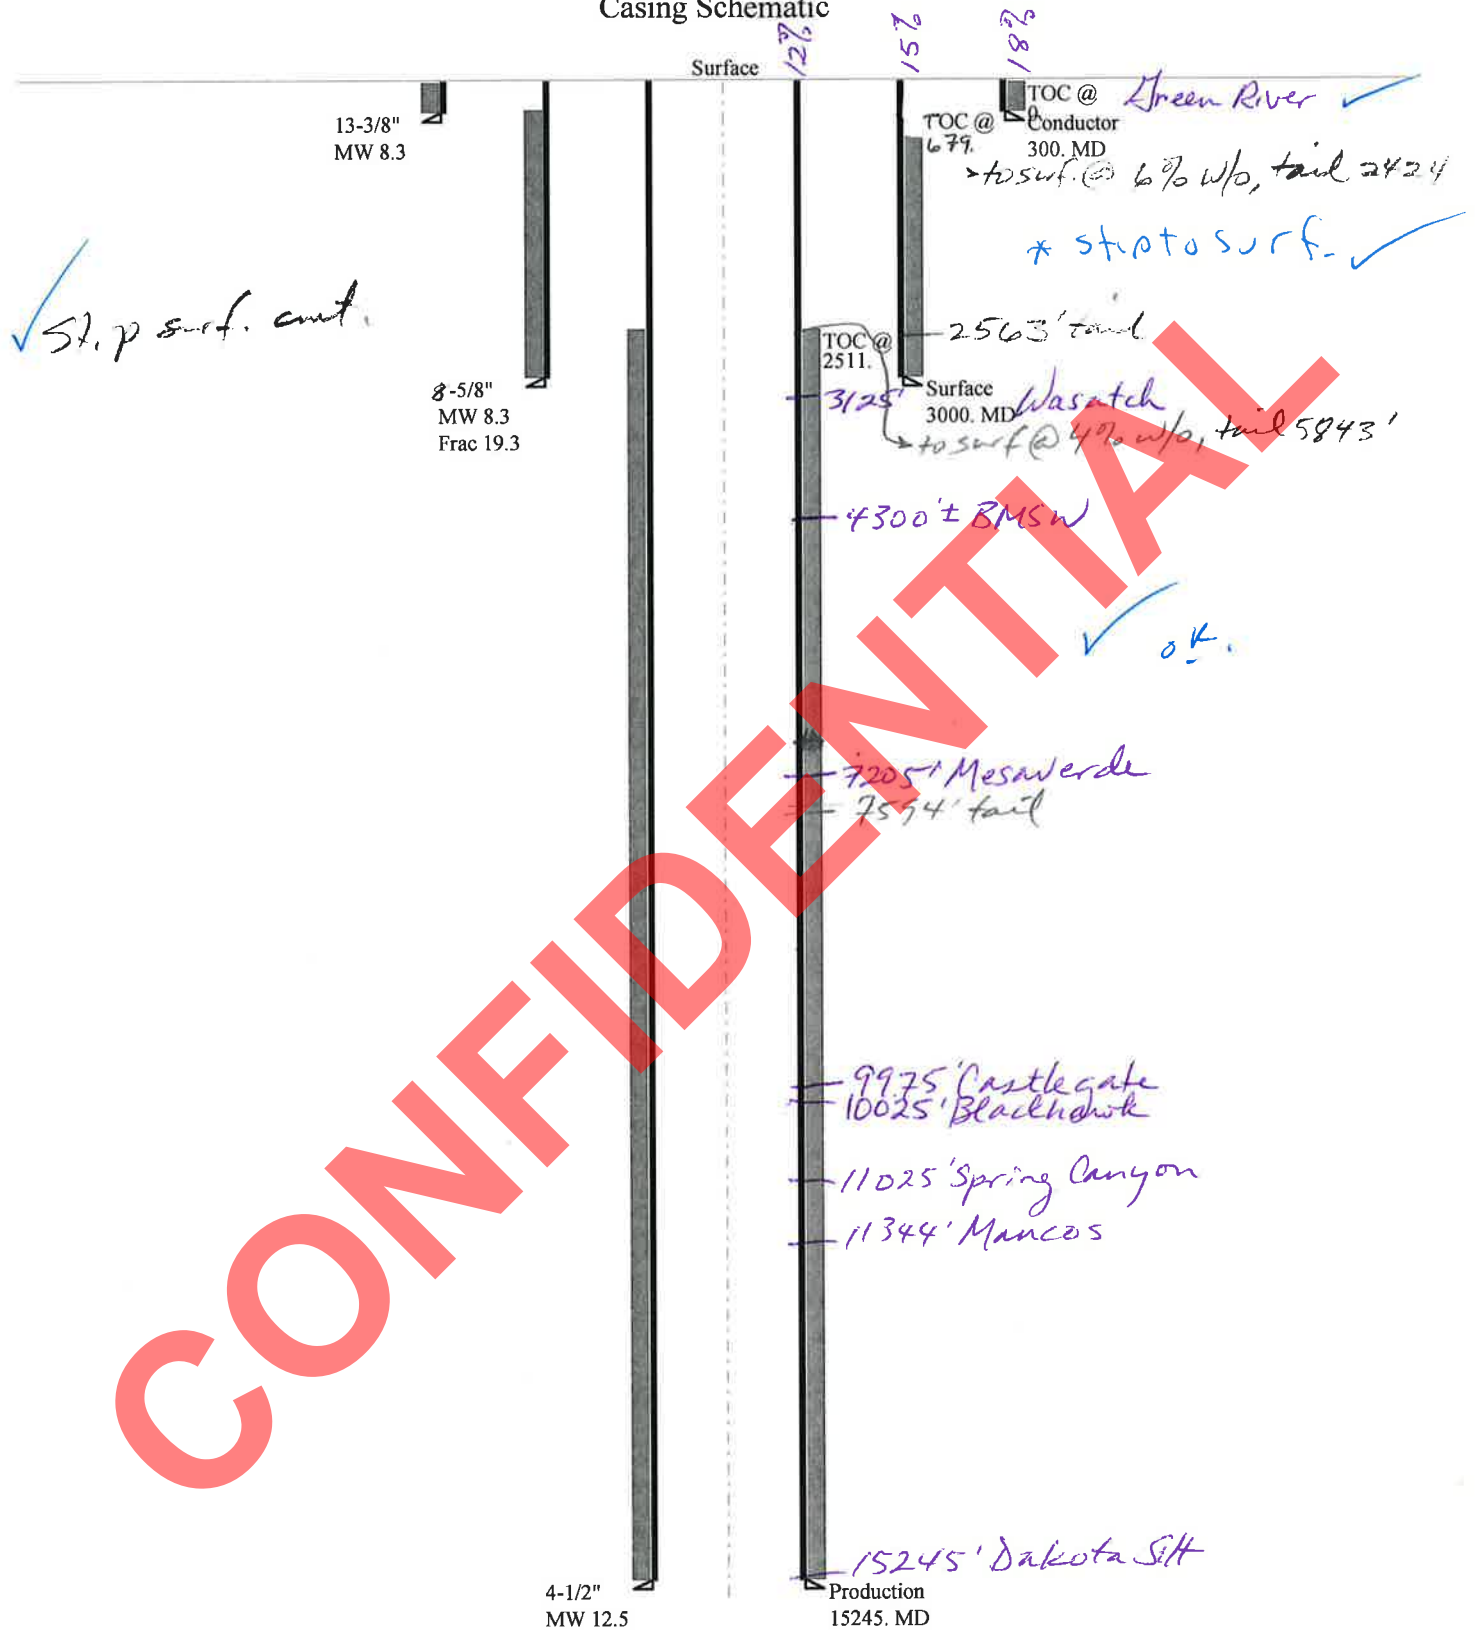 Casing Schematic
12%
15%
18%
Surface
13-3/8"
MW 8.3
TOC @
0.
Conductor
300. MD
Green River
TOC @
679.
to surf. @ 6% w/o, tail 2424
* stip to surf.
Stip surf. cmt.
2563' tail
8-5/8"
MW 8.3
Frac 19.3
TOC @
2511.
Surface
3000. MD
3125' Wasatch
to surf @ 4% w/o, tail 5843'
4300'± BMSW
ok.
7205' Mesaverde
7594' tail
9975' Castlegate
10025' Blackhawk
11025' Spring Canyon
11344' Mancos
15245' Dakota Silt
4-1/2"
MW 12.5
Production
15245. MD
CONFIDENTIAL